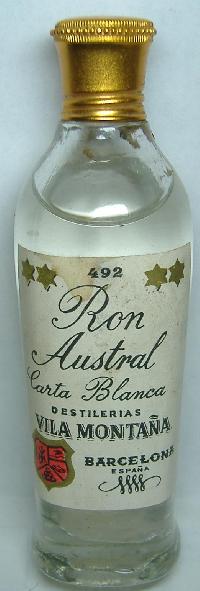 492
Ron
Austral
Carta Blanca
DESTILERIAS
VILA MONTAÑA
BARCELONA
ESPAÑA